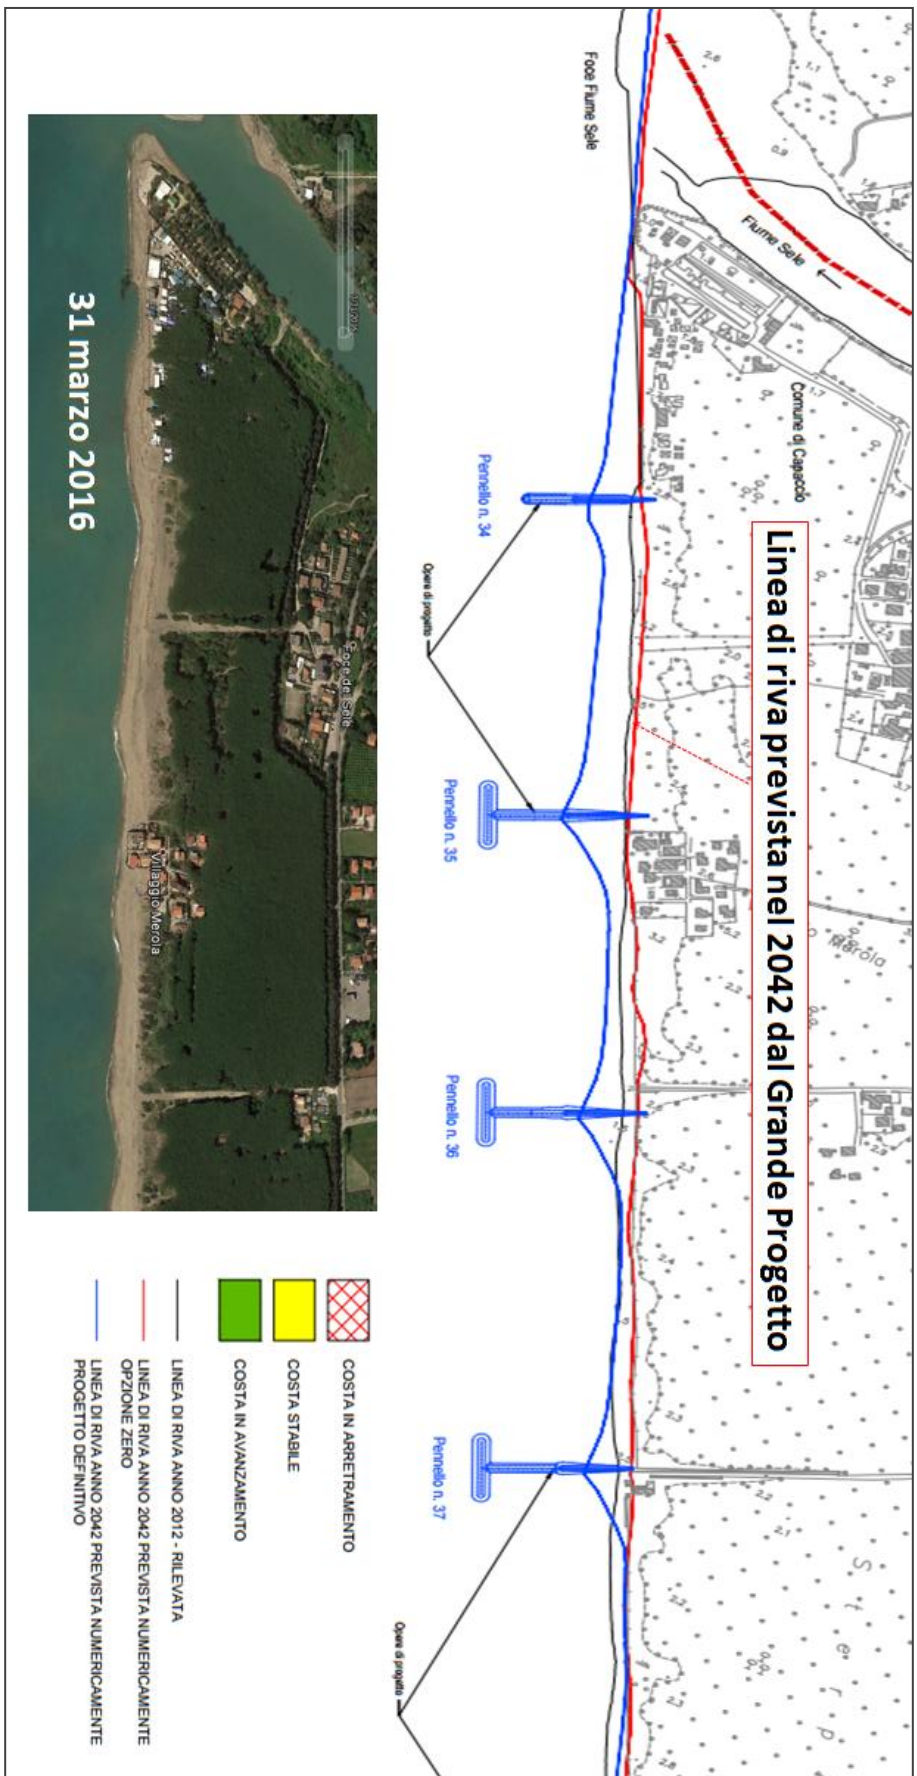 Foce Fiume Sele
Fiume Sele
Comune di Capaccio
Linea di riva prevista nel 2042 dal Grande Progetto
Merola
Pennello n. 34
Opere di progetto
Pennello n. 35
Pennello n. 36
Pennello n. 37
Opere di progetto
31 marzo 2016
Foce del Sele
Villaggio Merola
COSTA IN ARRETRAMENTO
COSTA STABILE
COSTA IN AVANZAMENTO
LINEA DI RIVA ANNO 2012 - RILEVATA
LINEA DI RIVA ANNO 2042 PREVISTA NUMERICAMENTE
OPZIONE ZERO
LINEA DI RIVA ANNO 2042 PREVISTA NUMERICAMENTE
PROGETTO DEFINITIVO